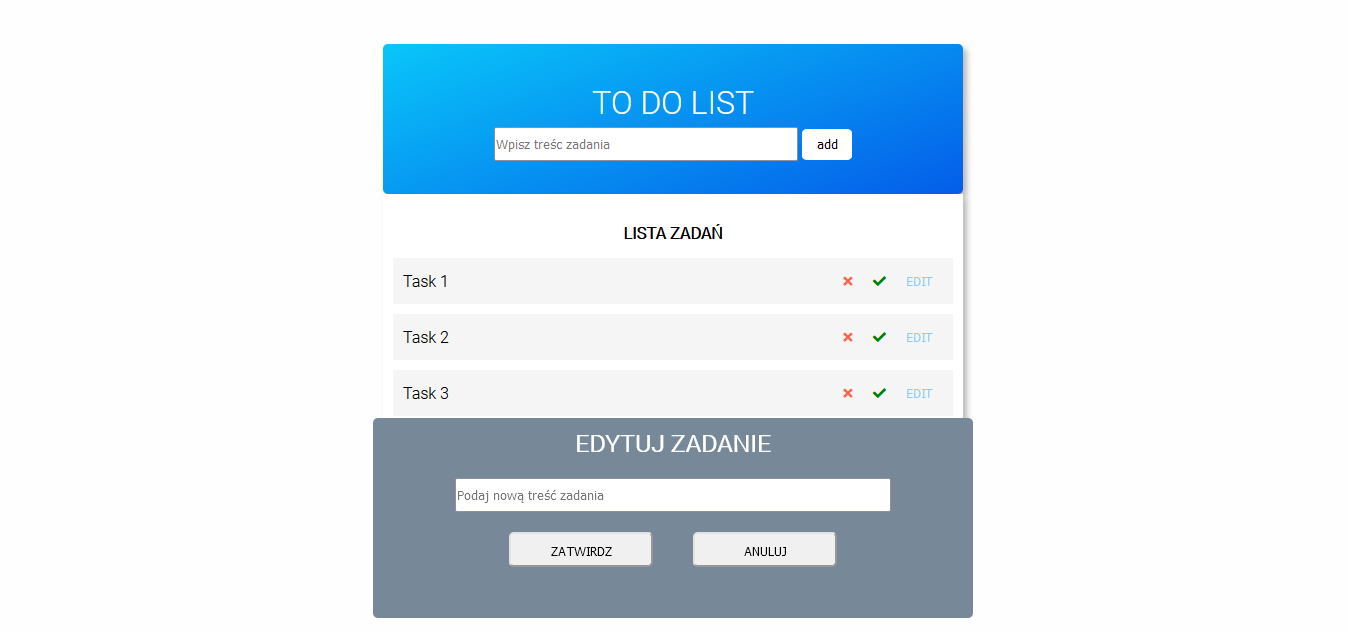 TO DO LIST
Wpisz treśc zadania add
LISTA ZADAŃ
Task 1 EDIT
Task 2 EDIT
Task 3 EDIT
EDYTUJ ZADANIE
Podaj nową treść zadania
ZATWIRDZ ANULUJ